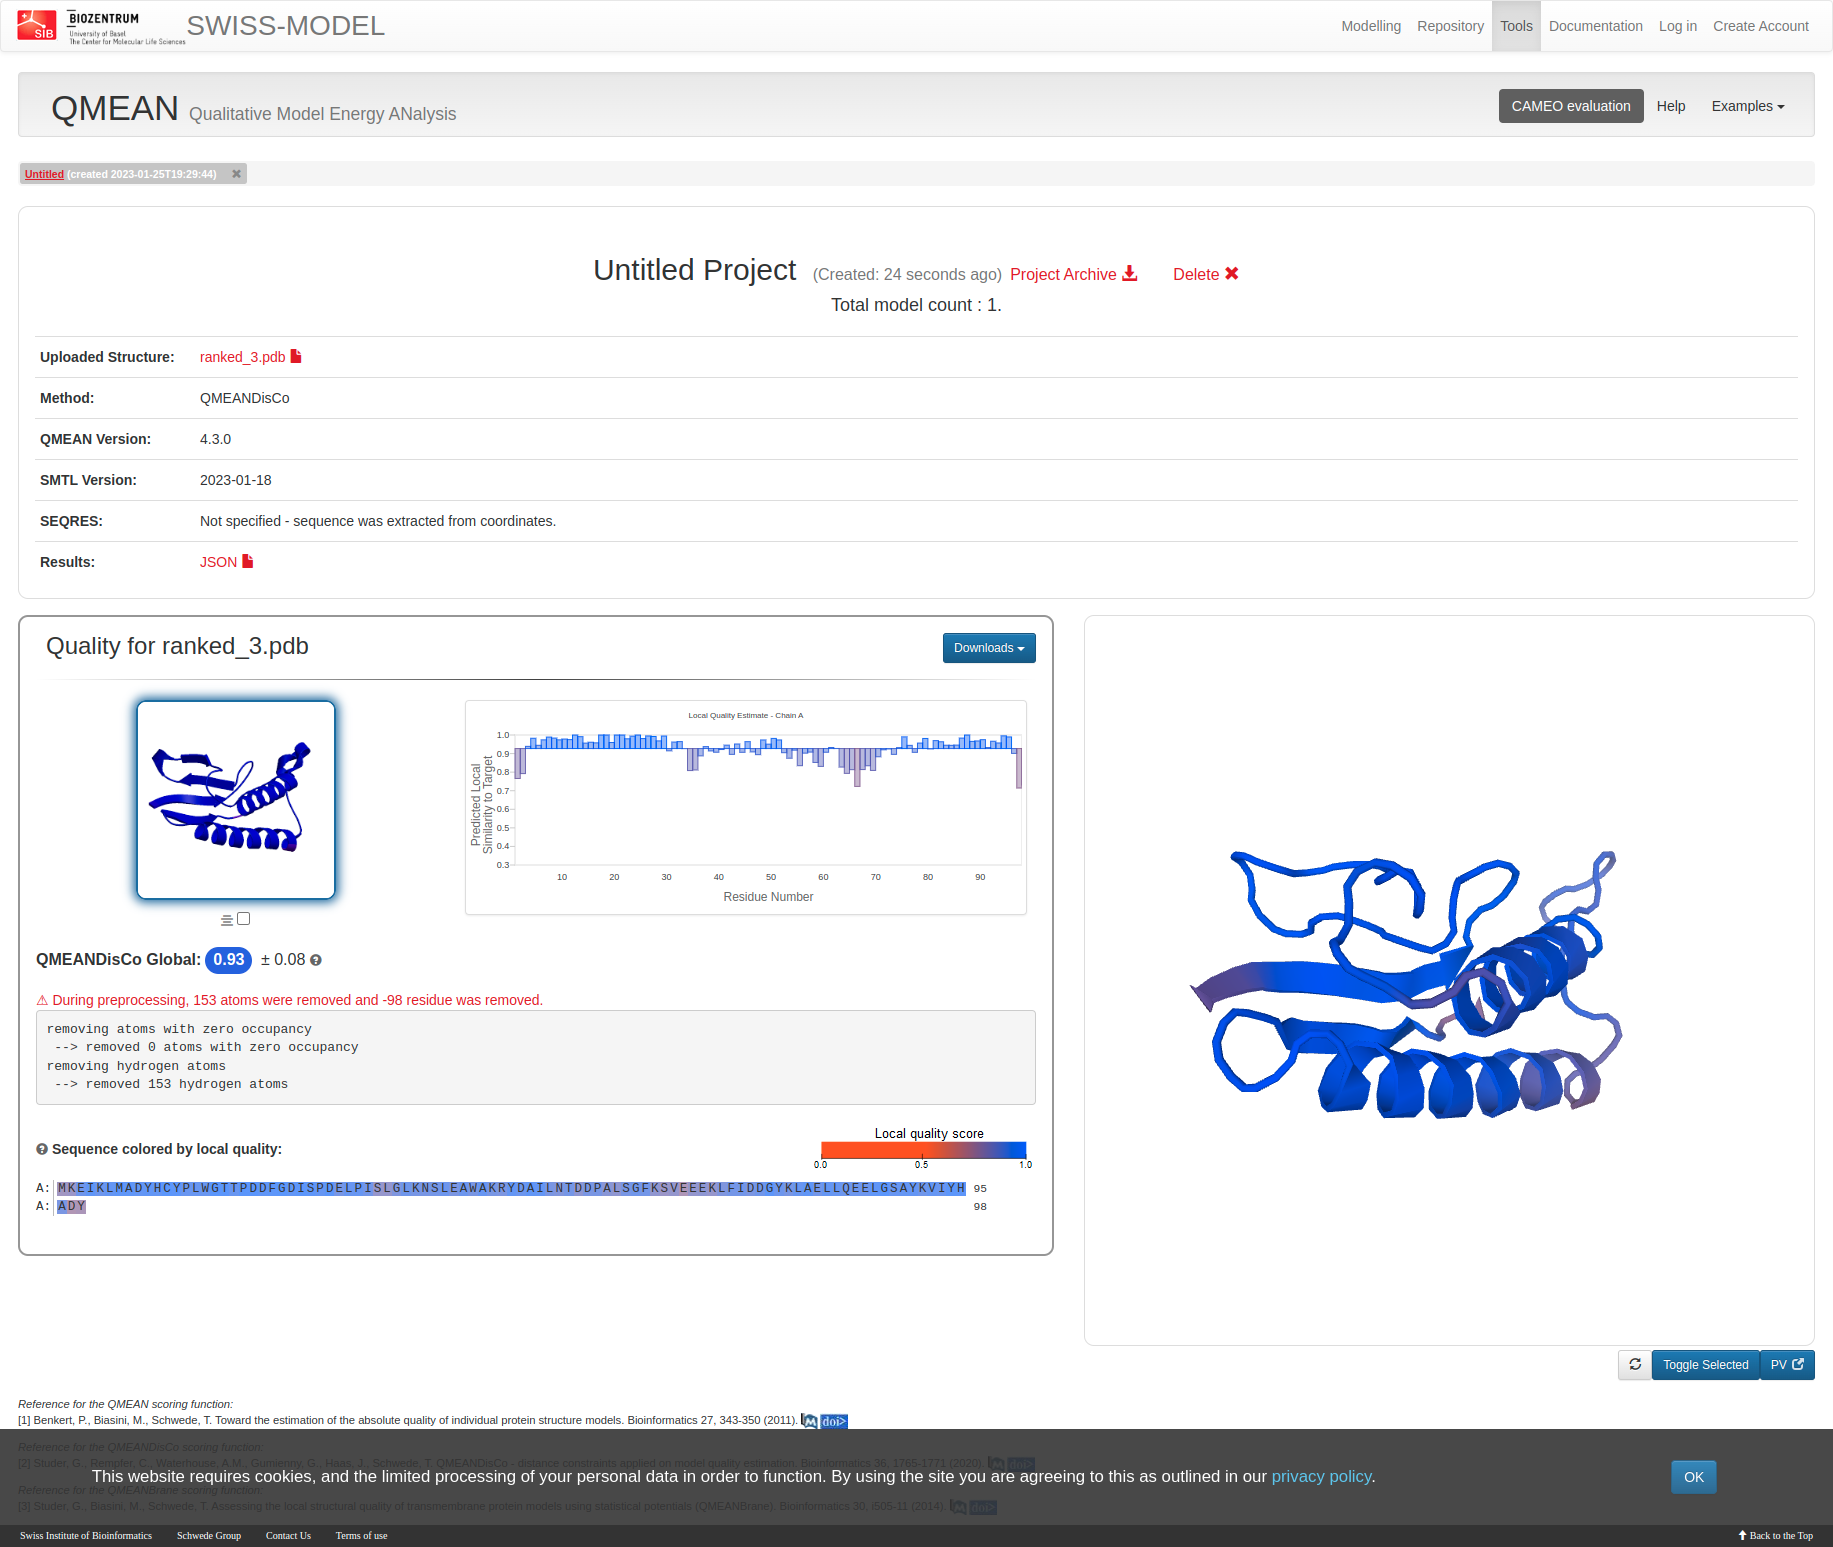 SIB
BIOZENTRUM
University of Basel
The Center for Molecular Life Sciences
SWISS-MODEL
Modelling Repository Tools Documentation Log in Create Account
QMEAN Qualitative Model Energy ANalysis
CAMEO evaluation Help Examples
Untitled (created 2023-01-25T19:29:44) ✖
Untitled Project (Created: 24 seconds ago) Project Archive Delete ✖
Total model count : 1.
Uploaded Structure: ranked_3.pdb
Method: QMEANDisCo
QMEAN Version: 4.3.0
SMTL Version: 2023-01-18
SEQRES: Not specified - sequence was extracted from coordinates.
Results: JSON
Quality for ranked_3.pdb
Downloads
Local Quality Estimate - Chain A
Predicted Local
Similarity to Target
1.0
0.9
0.8
0.7
0.6
0.5
0.4
0.3
10 20 30 40 50 60 70 80 90
Residue Number
QMEANDisCo Global: 0.93 ± 0.08
⚠ During preprocessing, 153 atoms were removed and -98 residue was removed.
removing atoms with zero occupancy
--> removed 0 atoms with zero occupancy
removing hydrogen atoms
--> removed 153 hydrogen atoms
Sequence colored by local quality:
Local quality score
0.0 0.5 1.0
A: MKEIKLMADYHCYPLWGTTPDDFGDISPDELPISLGLKNSLEAWAKRYDAILNTDDPALSGFKSVEEEKLFIDDGYKLAELLQEELGSAYKVIYH 95
A: ADY 98
Toggle Selected PV
Reference for the QMEAN scoring function:
[1] Benkert, P., Biasini, M., Schwede, T. Toward the estimation of the absolute quality of individual protein structure models. Bioinformatics 27, 343-350 (2011). M doi>
Reference for the QMEANDisCo scoring function:
[2] Studer, G., Rempfer, C., Waterhouse, A.M., Gumienny, G., Haas, J., Schwede, T. QMEANDisCo - distance constraints applied on model quality estimation. Bioinformatics 36, 1765-1771 (2020). M doi>
This website requires cookies, and the limited processing of your personal data in order to function. By using the site you are agreeing to this as outlined in our privacy policy.
OK
Reference for the QMEANBrane scoring function:
[3] Studer, G., Biasini, M., Schwede, T. Assessing the local structural quality of transmembrane protein models using statistical potentials (QMEANBrane). Bioinformatics 30, i505-11 (2014). M doi>
Swiss Institute of Bioinformatics Schwede Group Contact Us Terms of use
Back to the Top